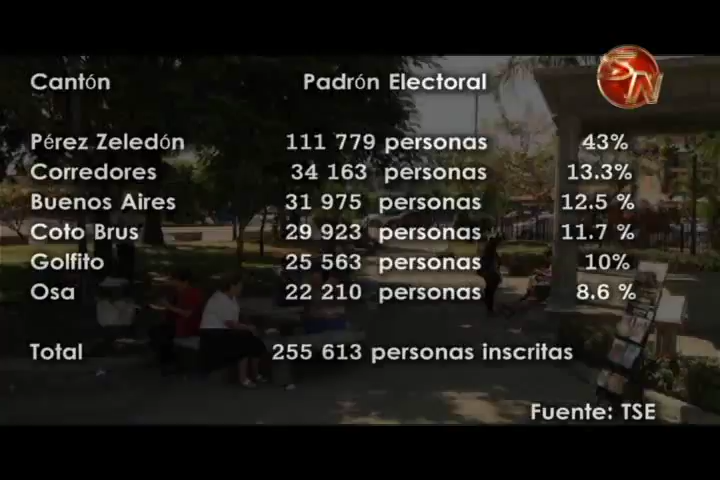 SN
Cantón Padrón Electoral
Pérez Zeledón 111 779 personas 43%
Corredores 34 163 personas 13.3%
Buenos Aires 31 975 personas 12.5 %
Coto Brus 29 923 personas 11.7 %
Golfito 25 563 personas 10%
Osa 22 210 personas 8.6 %
Total 255 613 personas inscritas
Fuente: TSE